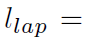 l_{lap} =